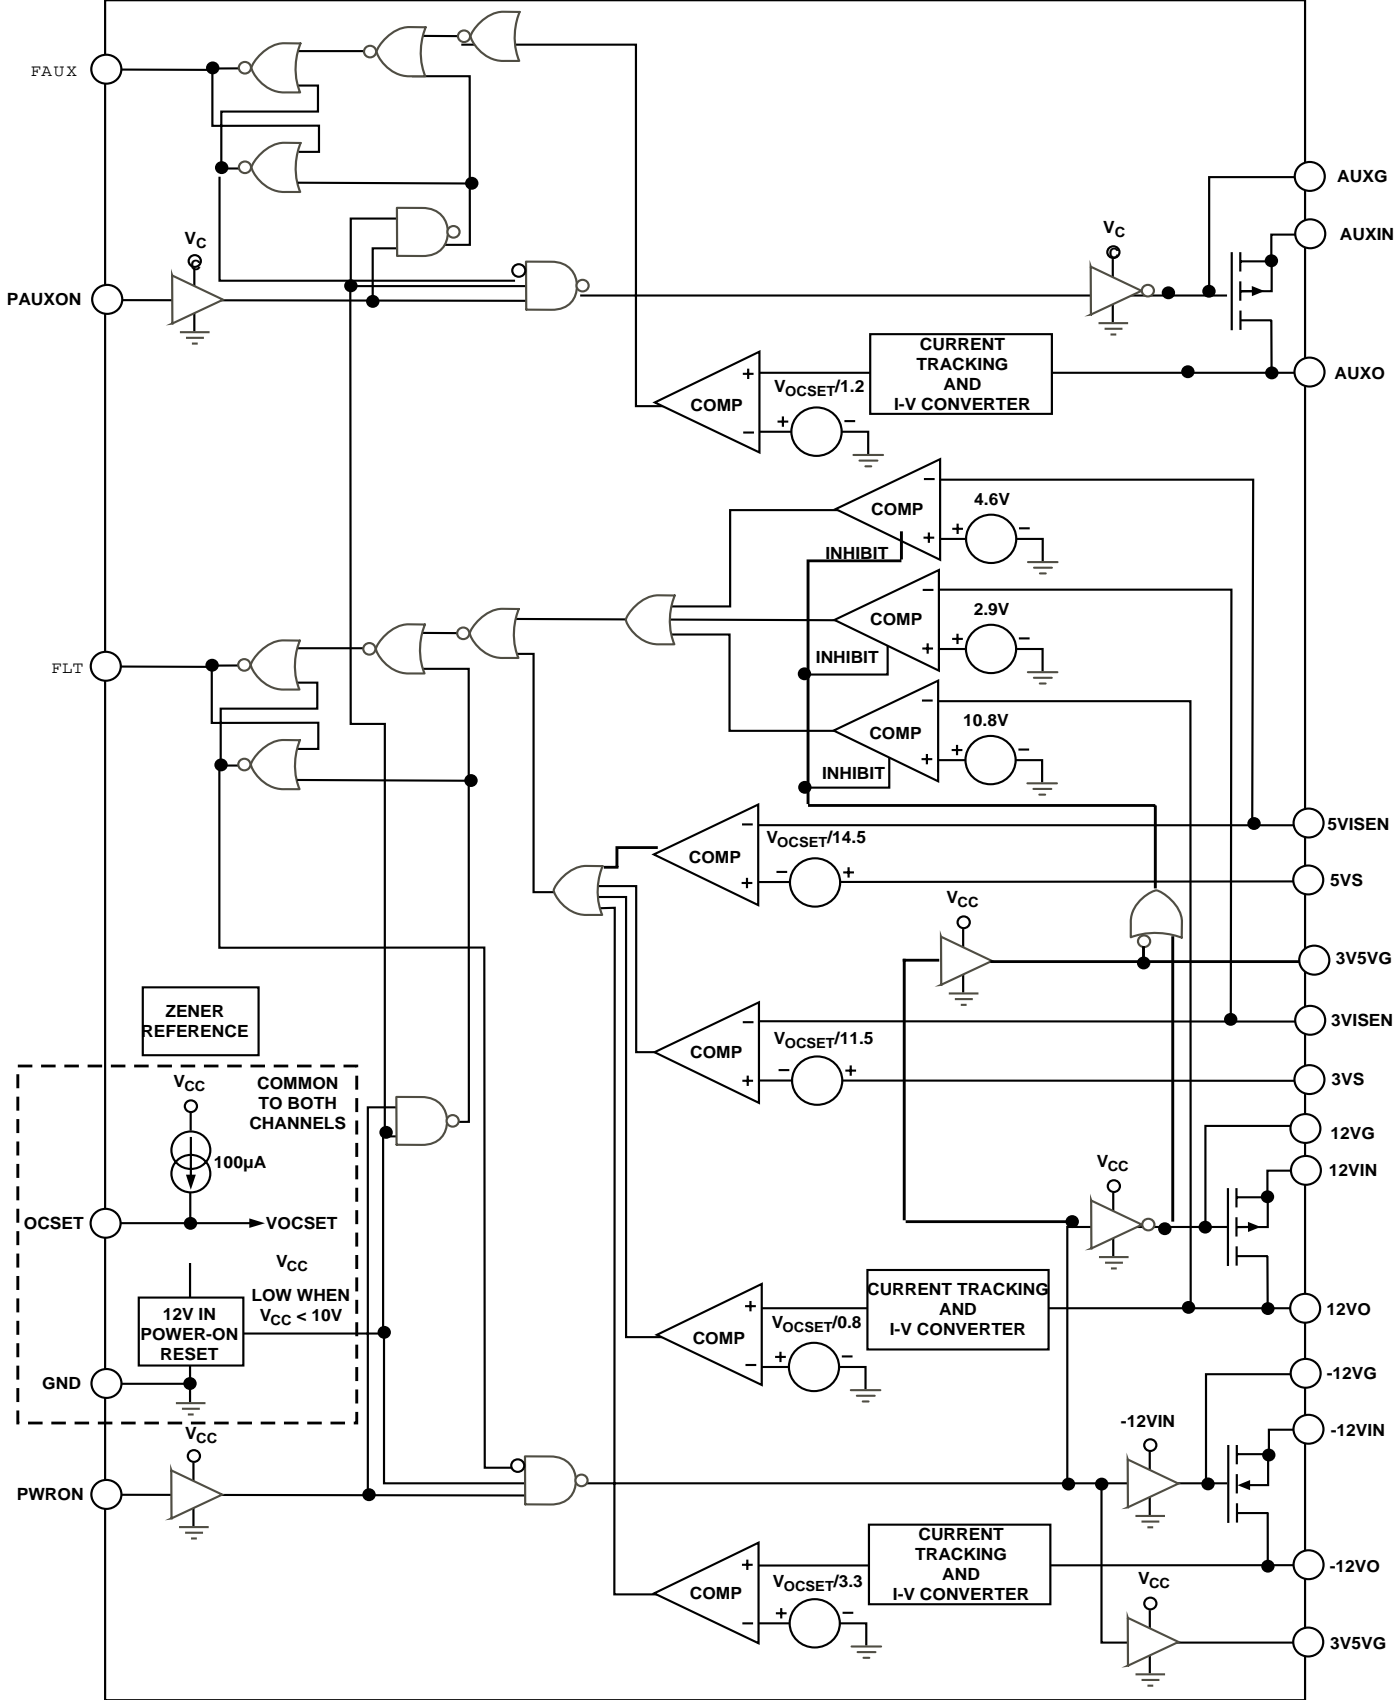 FAUX
AUXG
AUXIN
VC
VC
PAUXON
CURRENT
TRACKING
AND
I-V CONVERTER
AUXO
+
VOCSET/1.2
COMP
−
+
−
−
4.6V
COMP
+
+
−
INHIBIT
−
2.9V
COMP
+
+
−
INHIBIT
FLT
−
10.8V
COMP
+
+
−
INHIBIT
−
VOCSET/14.5
5VISEN
COMP
+
−
+
5VS
VCC
3V5VG
ZENER
REFERENCE
−
VOCSET/11.5
3VISEN
COMP
+
−
+
3VS
VCC
COMMON
TO BOTH
CHANNELS
100µA
12VG
VCC
12VIN
OCSET
VOCSET
VCC
LOW WHEN
VCC < 10V
12V IN
POWER-ON
RESET
CURRENT TRACKING
AND
I-V CONVERTER
12VO
+
VOCSET/0.8
COMP
−
+
−
GND
-12VG
VCC
-12VIN
-12VIN
PWRON
CURRENT
TRACKING
AND
I-V CONVERTER
-12VO
+
VOCSET/3.3
COMP
−
+
−
VCC
3V5VG